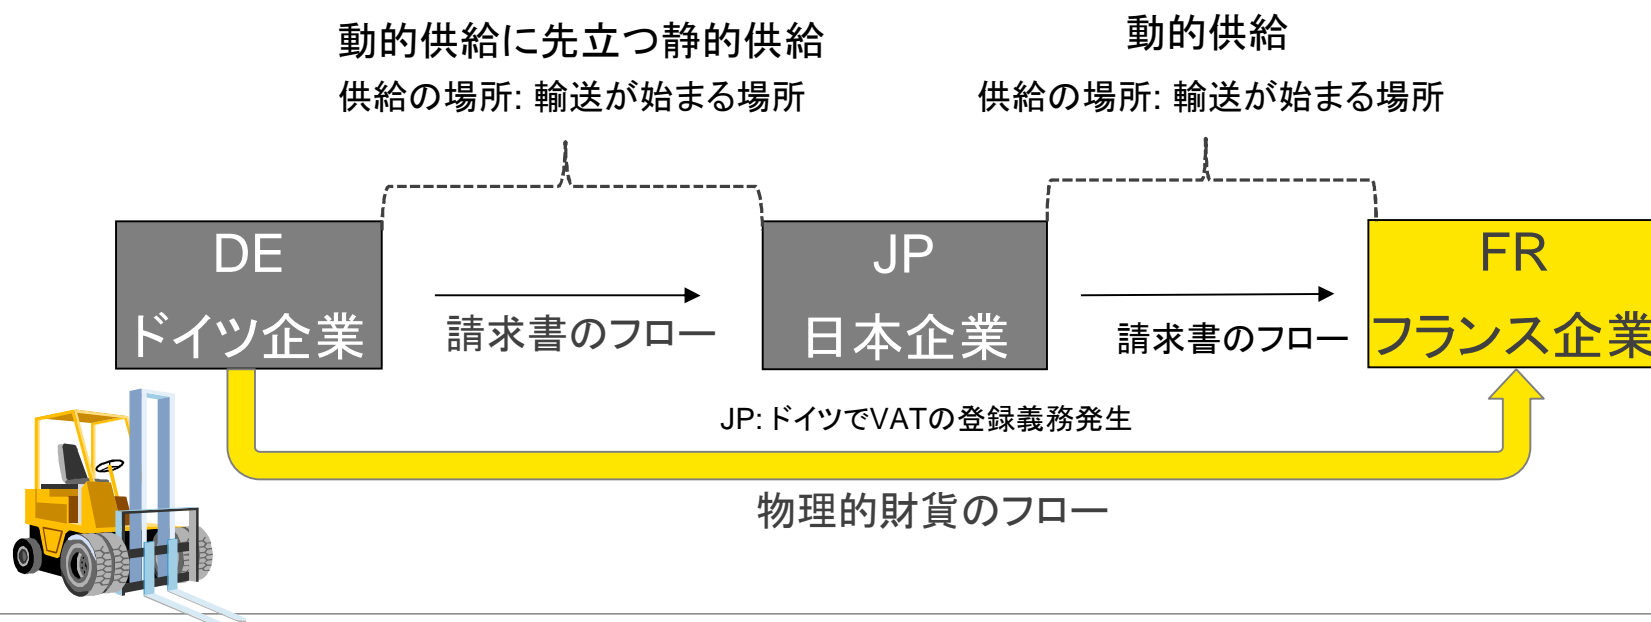 動的供給に先立つ静的供給
供給の場所: 輸送が始まる場所
動的供給
供給の場所: 輸送が始まる場所
DE
ドイツ企業
請求書のフロー
JP
日本企業
請求書のフロー
FR
フランス企業
JP: ドイツでVATの登録義務発生
物理的財貨のフロー